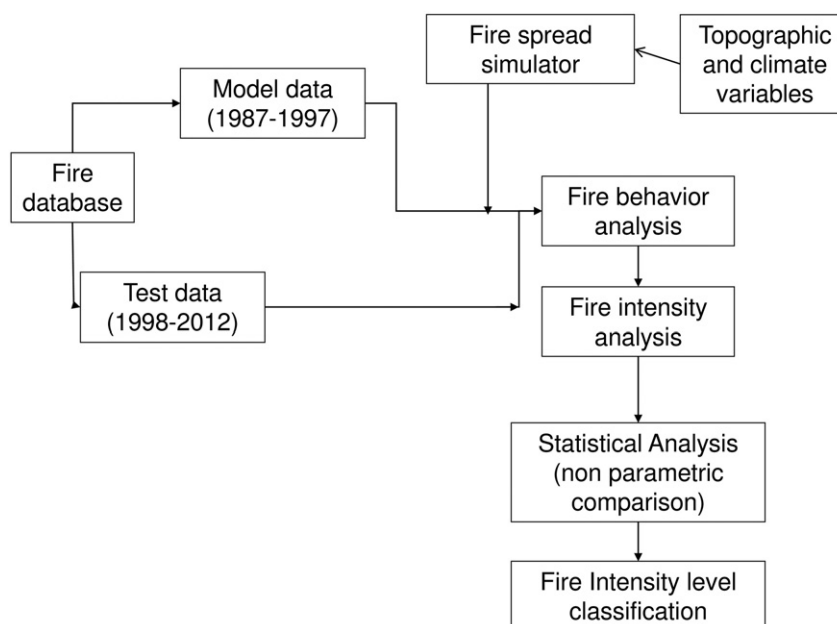 Fire spread
simulator
Topographic
and climate
variables
Model data
(1987-1997)
Fire
database
Fire behavior
analysis
Test data
(1998-2012)
Fire intensity
analysis
Statistical Analysis
(non parametric
comparison)
Fire Intensity level
classification